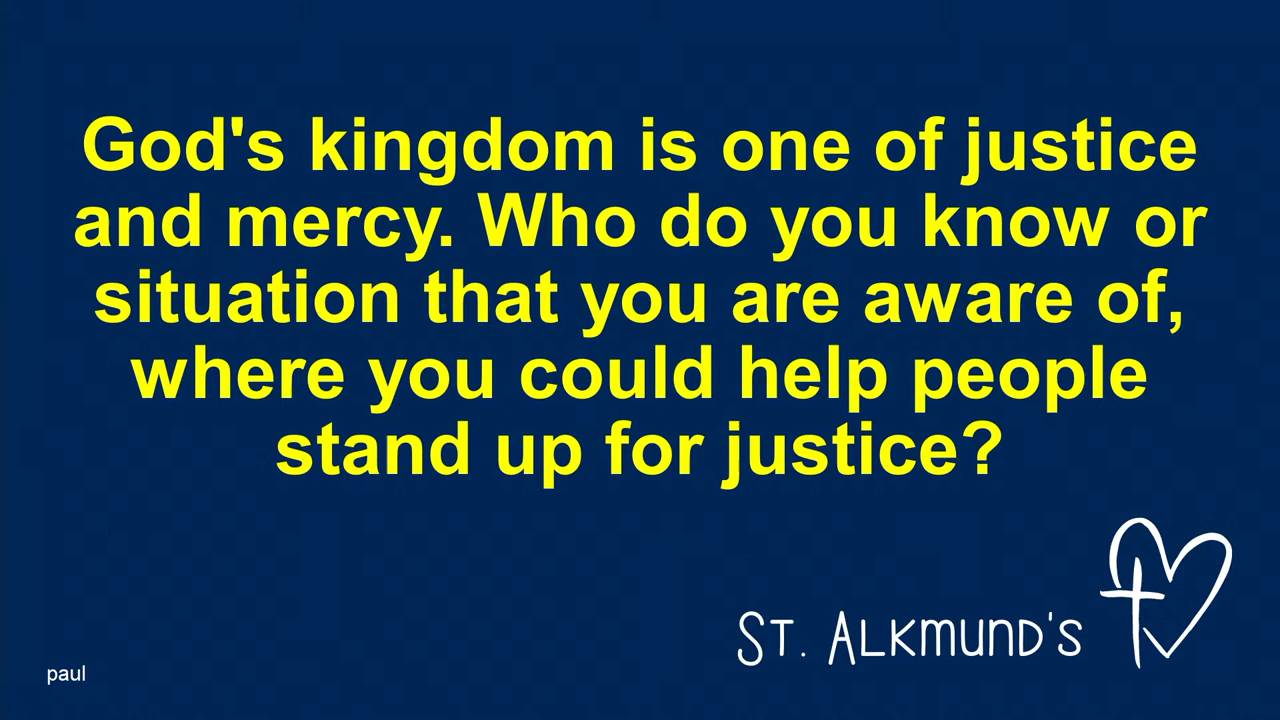 God's kingdom is one of justice
and mercy. Who do you know or
situation that you are aware of,
where you could help people
stand up for justice?
St. Alkmund's
paul